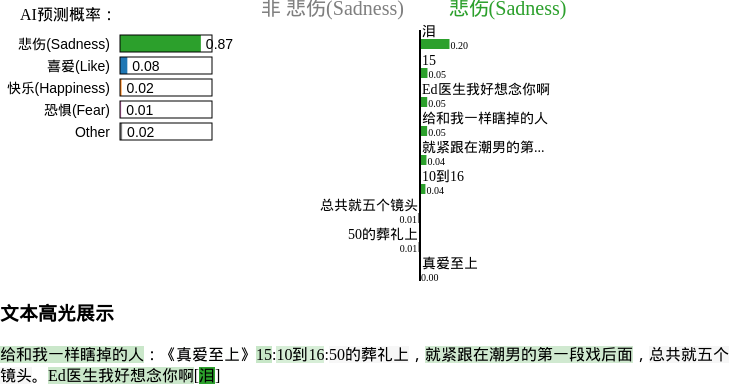 AI预测概率：
悲伤(Sadness) 0.87
喜爱(Like) 0.08
快乐(Happiness) 0.02
恐惧(Fear) 0.01
Other 0.02
非 悲伤(Sadness) 悲伤(Sadness)
泪
0.20
15
0.05
Ed医生我好想念你啊
0.05
给和我一样瞎掉的人
0.05
就紧跟在潮男的第...
0.04
10到16
0.04
总共就五个镜头
0.01
50的葬礼上
0.01
真爱至上
0.00
文本高光展示
给和我一样瞎掉的人：《真爱至上》15:10到16:50的葬礼上，就紧跟在潮男的第一段戏后面，总共就五个
镜头。Ed医生我好想念你啊[泪]